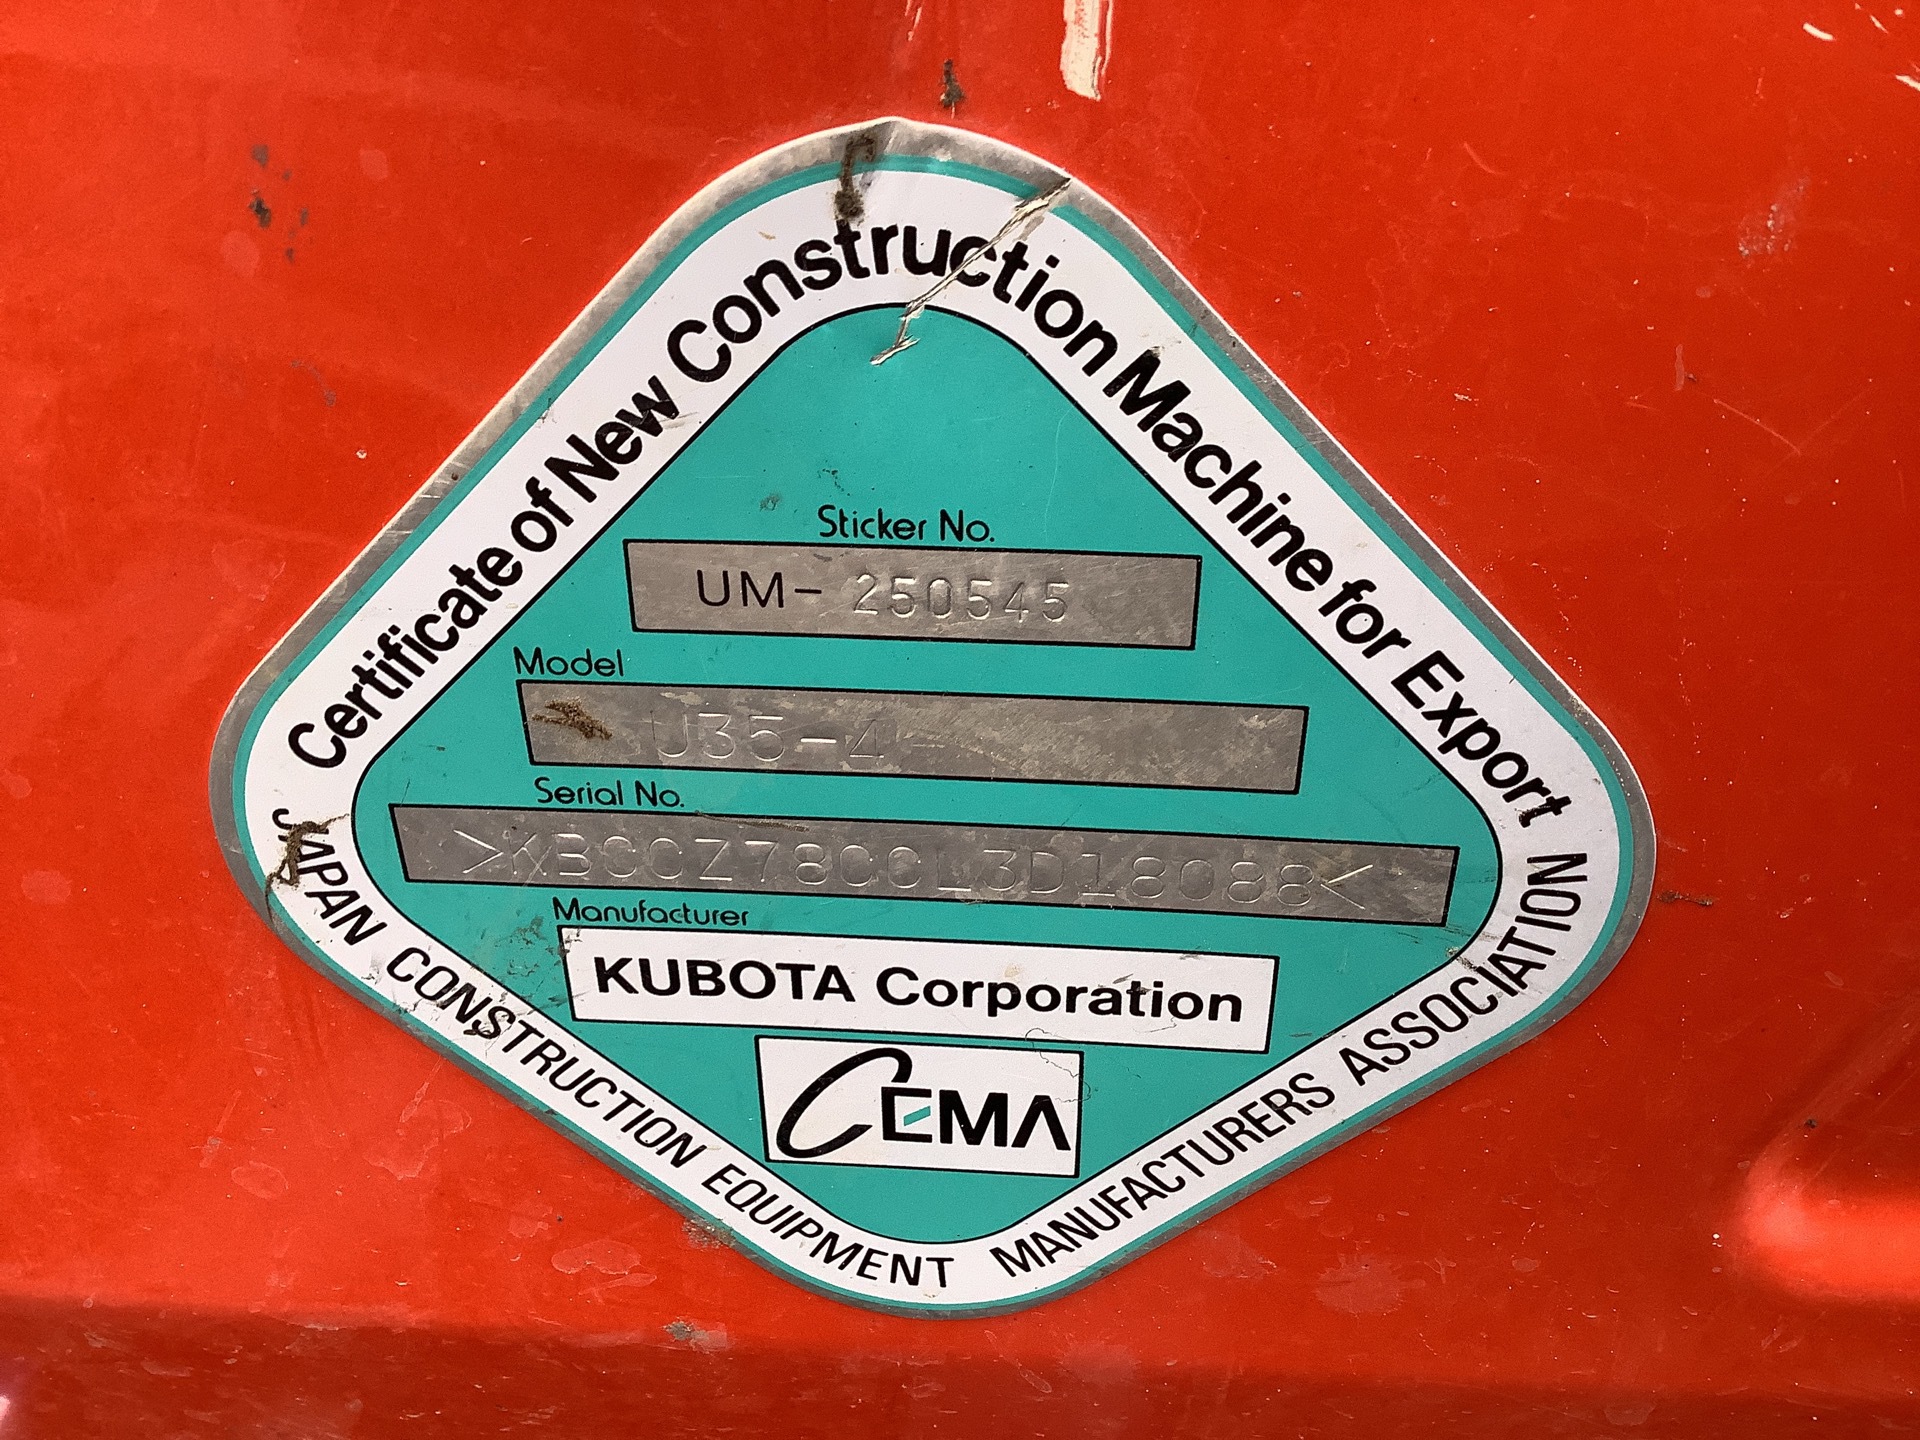 Certificate of New Construction Machine for Export
Sticker No.
UM- 250545
Model
U35-4
Serial No.
>KBCCZ78CCL3D18088<
Manufacturer
KUBOTA Corporation
CEMA
JAPAN CONSTRUCTION EQUIPMENT MANUFACTURERS ASSOCIATION